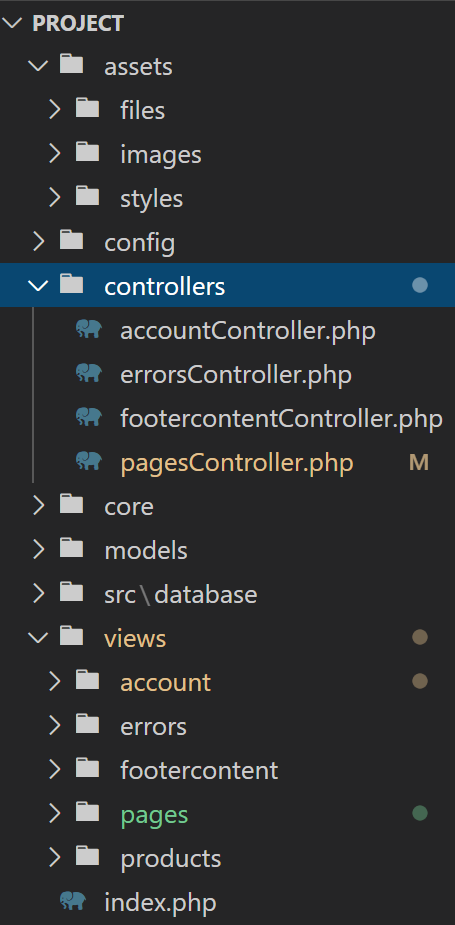 PROJECT
assets
files
images
styles
config
controllers
accountController.php
errorsController.php
footercontentController.php
pagesController.php M
core
models
src\database
views
account
errors
footercontent
pages
products
index.php